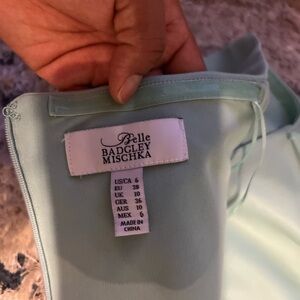 Belle
BADGLEY
MISCHKA
US/CA 6
EU 38
UK 10
GER 36
AUS 10
MEX 6
MADE IN
CHINA